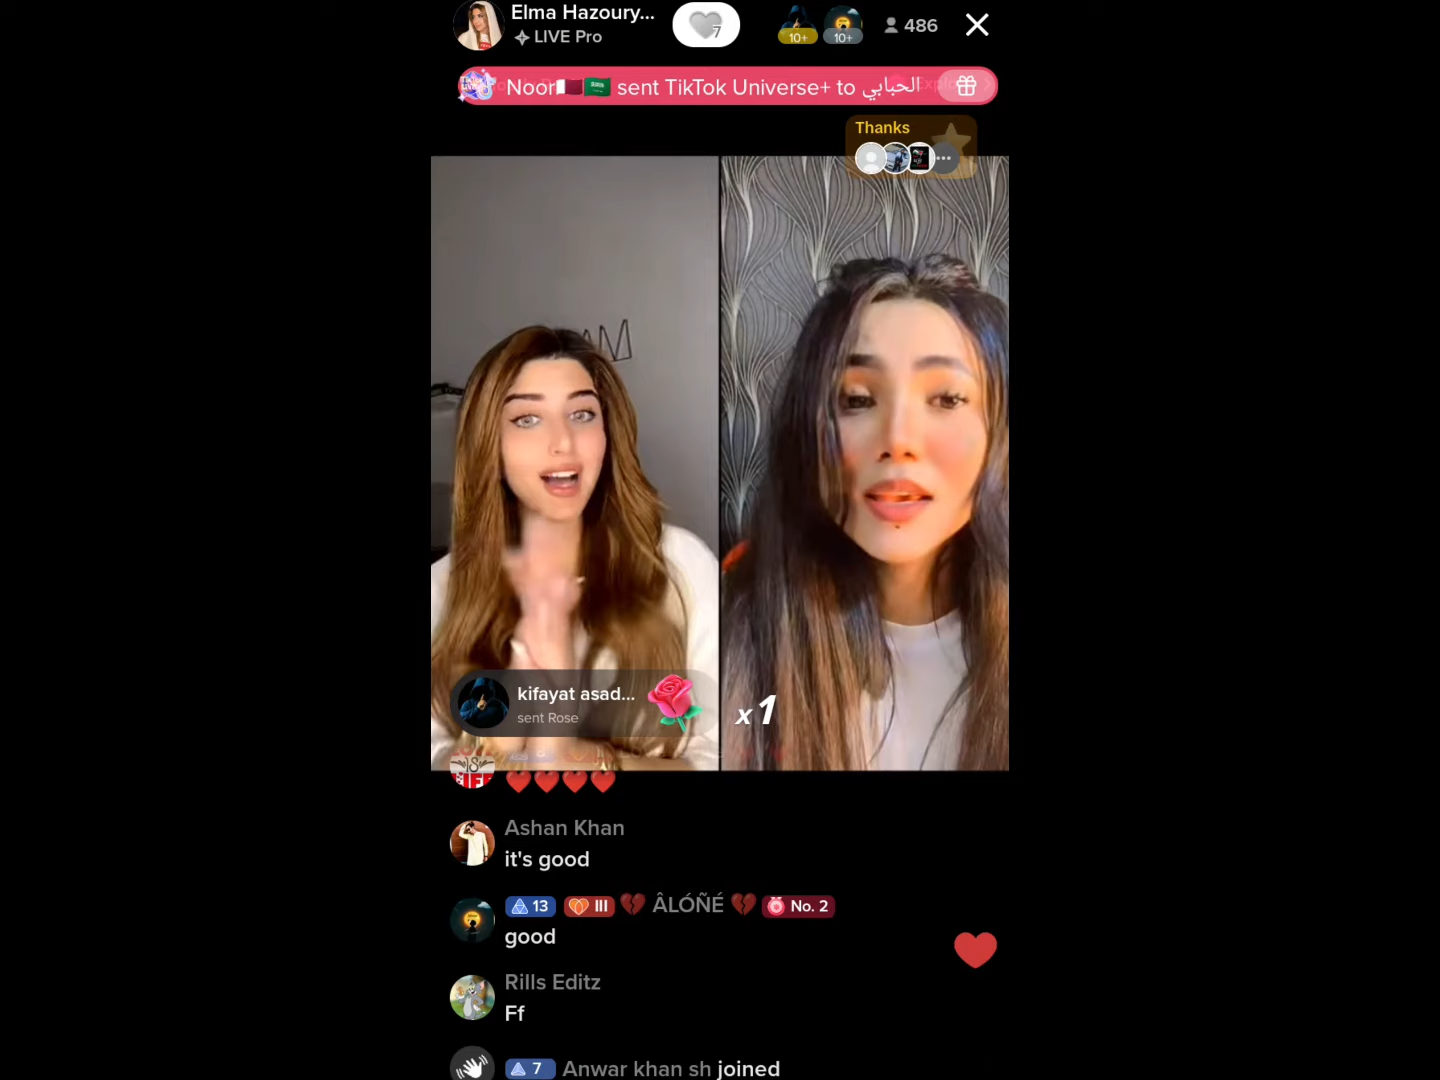 Elma Hazoury...
LIVE Pro
7
10+
10+
486
Noor🇶🇦🇸🇦 sent TikTok Universe+ to الحبابي
Thanks
kifayat asad...
sent Rose
x1
❤️❤️❤️❤️
Ashan Khan
it's good
13 III 💔 ÂLÓÑÉ 💔 No. 2
good
Rills Editz
Ff
7 Anwar khan sh joined